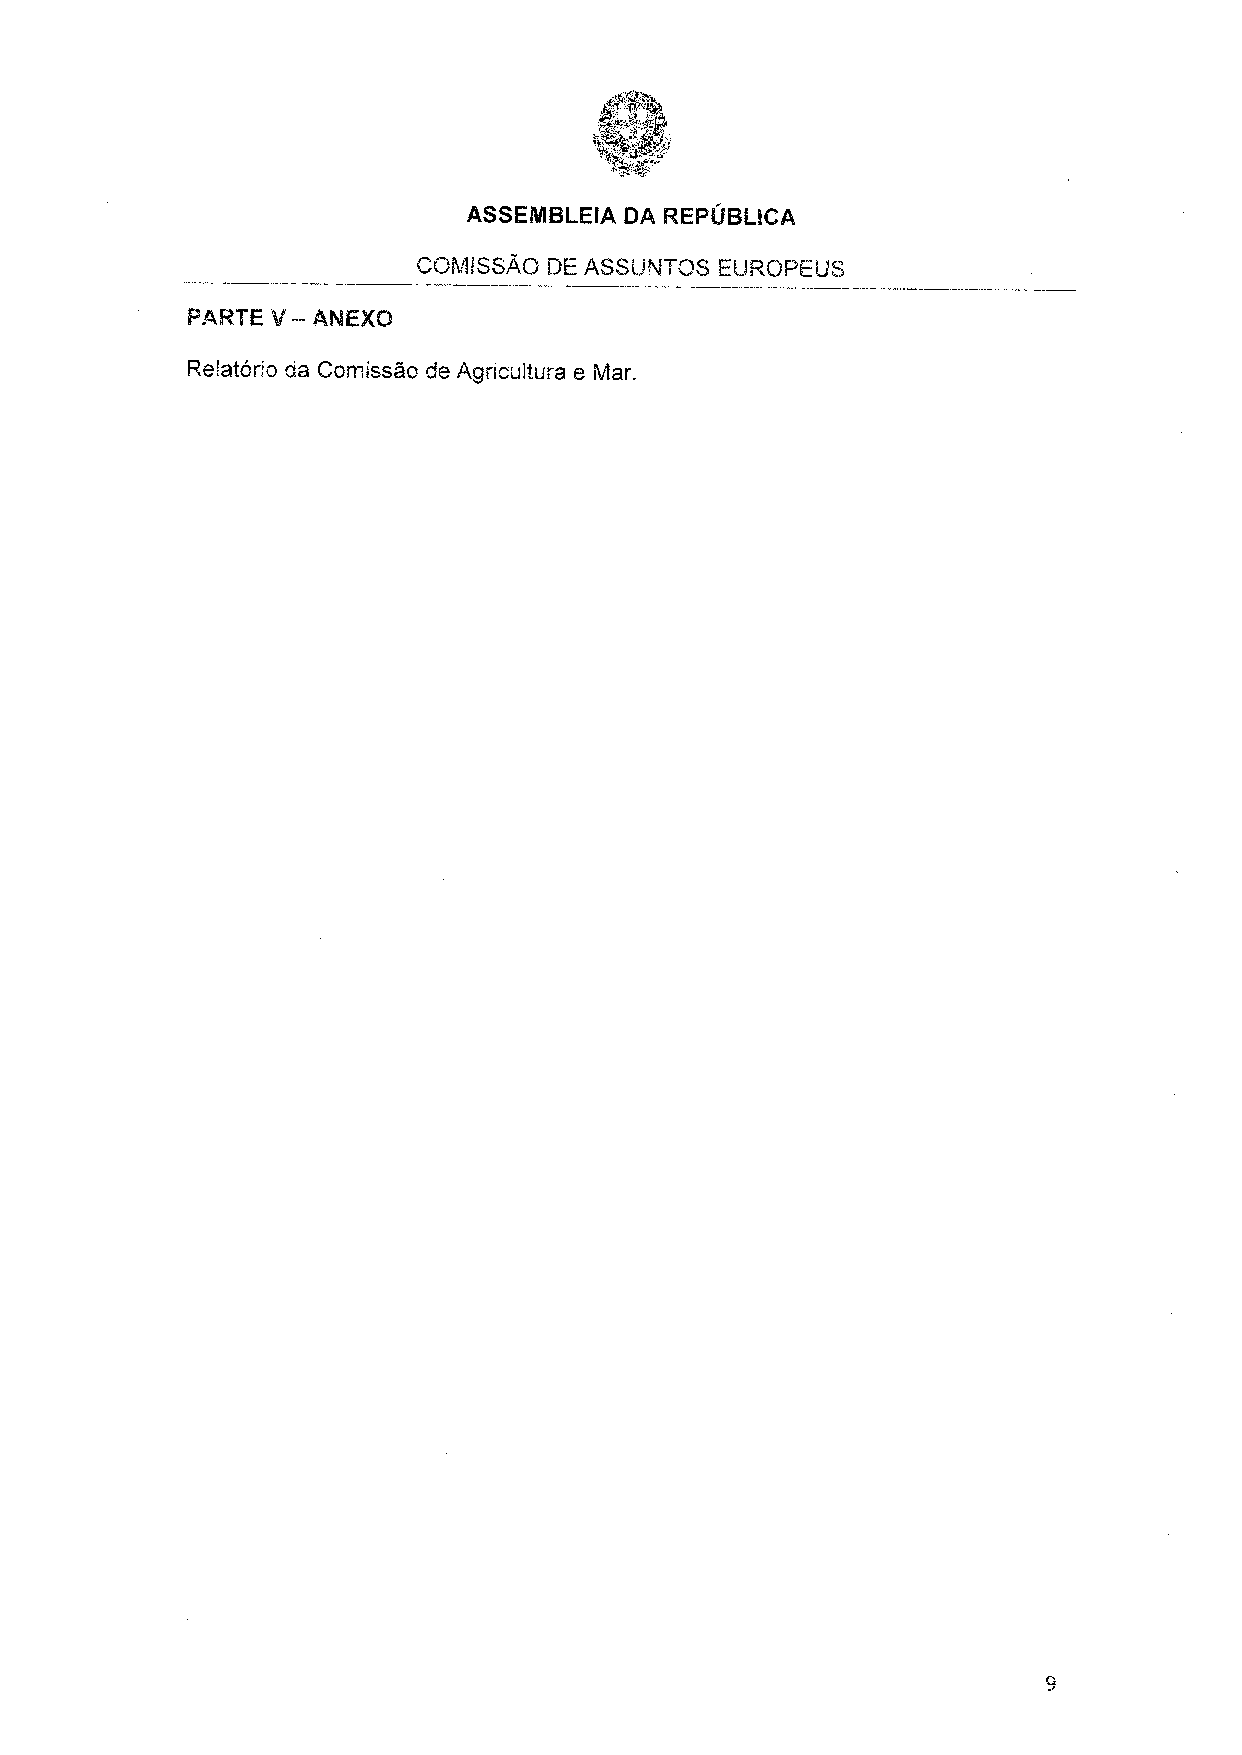 ASSEMBLEIA DA REPÚBLICA
COMISSÃO DE ASSUNTOS EUROPEUS
PARTE V – ANEXO
Relatório da Comissão de Agricultura e Mar.
9